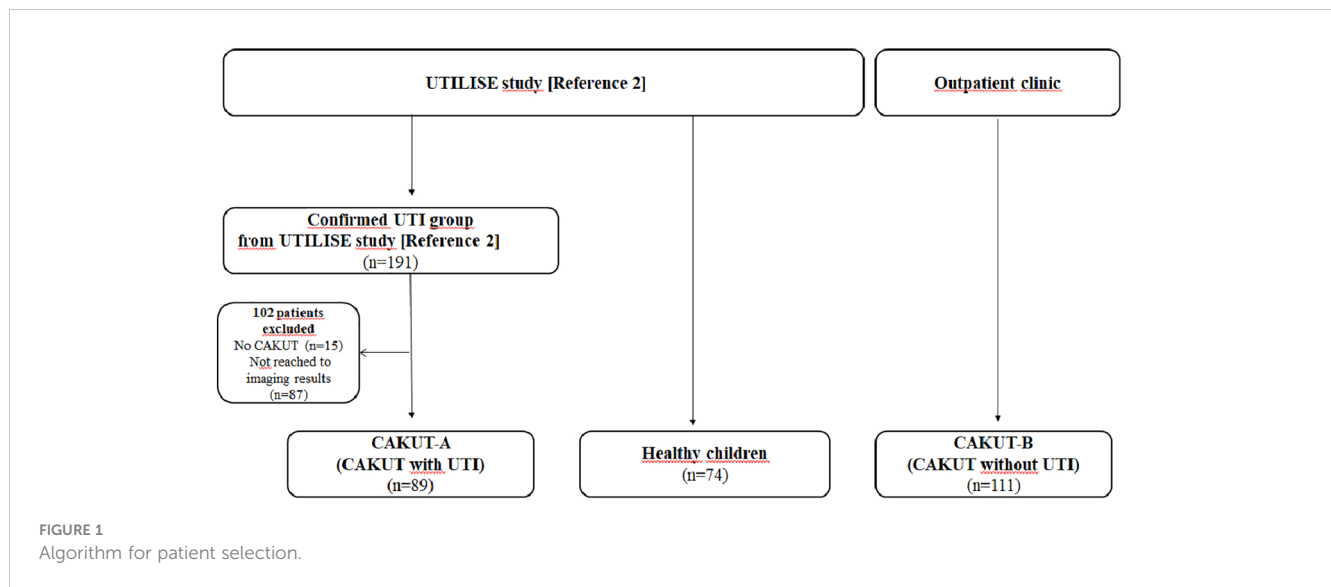 UTILISE study [Reference 2]
Outpatient clinic
Confirmed UTI group
from UTILISE study [Reference 2]
(n=191)
102 patients
excluded
No CAKUT (n=15)
Not reached to
imaging results
(n=87)
CAKUT-A
(CAKUT with UTI)
(n=89)
Healthy children
(n=74)
CAKUT-B
(CAKUT without UTI)
(n=111)
FIGURE 1
Algorithm for patient selection.